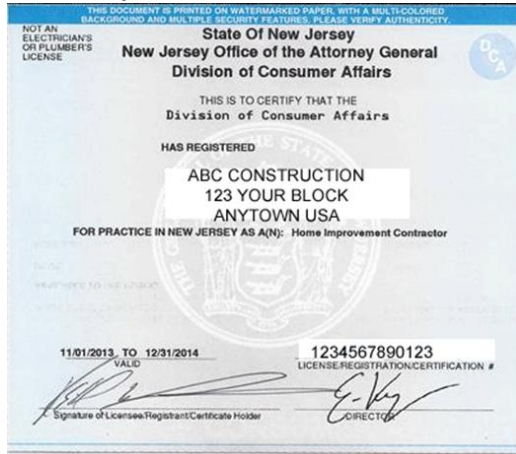 THIS DOCUMENT IS PRINTED ON WATERMARKED PAPER, WITH A MULTI-COLORED
BACKGROUND AND MULTIPLE SECURITY FEATURES. PLEASE VERIFY AUTHENTICITY.
NOT AN
ELECTRICIAN'S
OR PLUMBER'S
LICENSE
State Of New Jersey
New Jersey Office of the Attorney General
Division of Consumer Affairs
DCA
THIS IS TO CERTIFY THAT THE
Division of Consumer Affairs
HAS REGISTERED
ABC CONSTRUCTION
123 YOUR BLOCK
ANYTOWN USA
FOR PRACTICE IN NEW JERSEY AS A(N): Home Improvement Contractor
11/01/2013 TO 12/31/2014
VALID
1234567890123
LICENSE/REGISTRATION/CERTIFICATION #
Signature of Licensee/Registrant/Certificate Holder
DIRECTOR